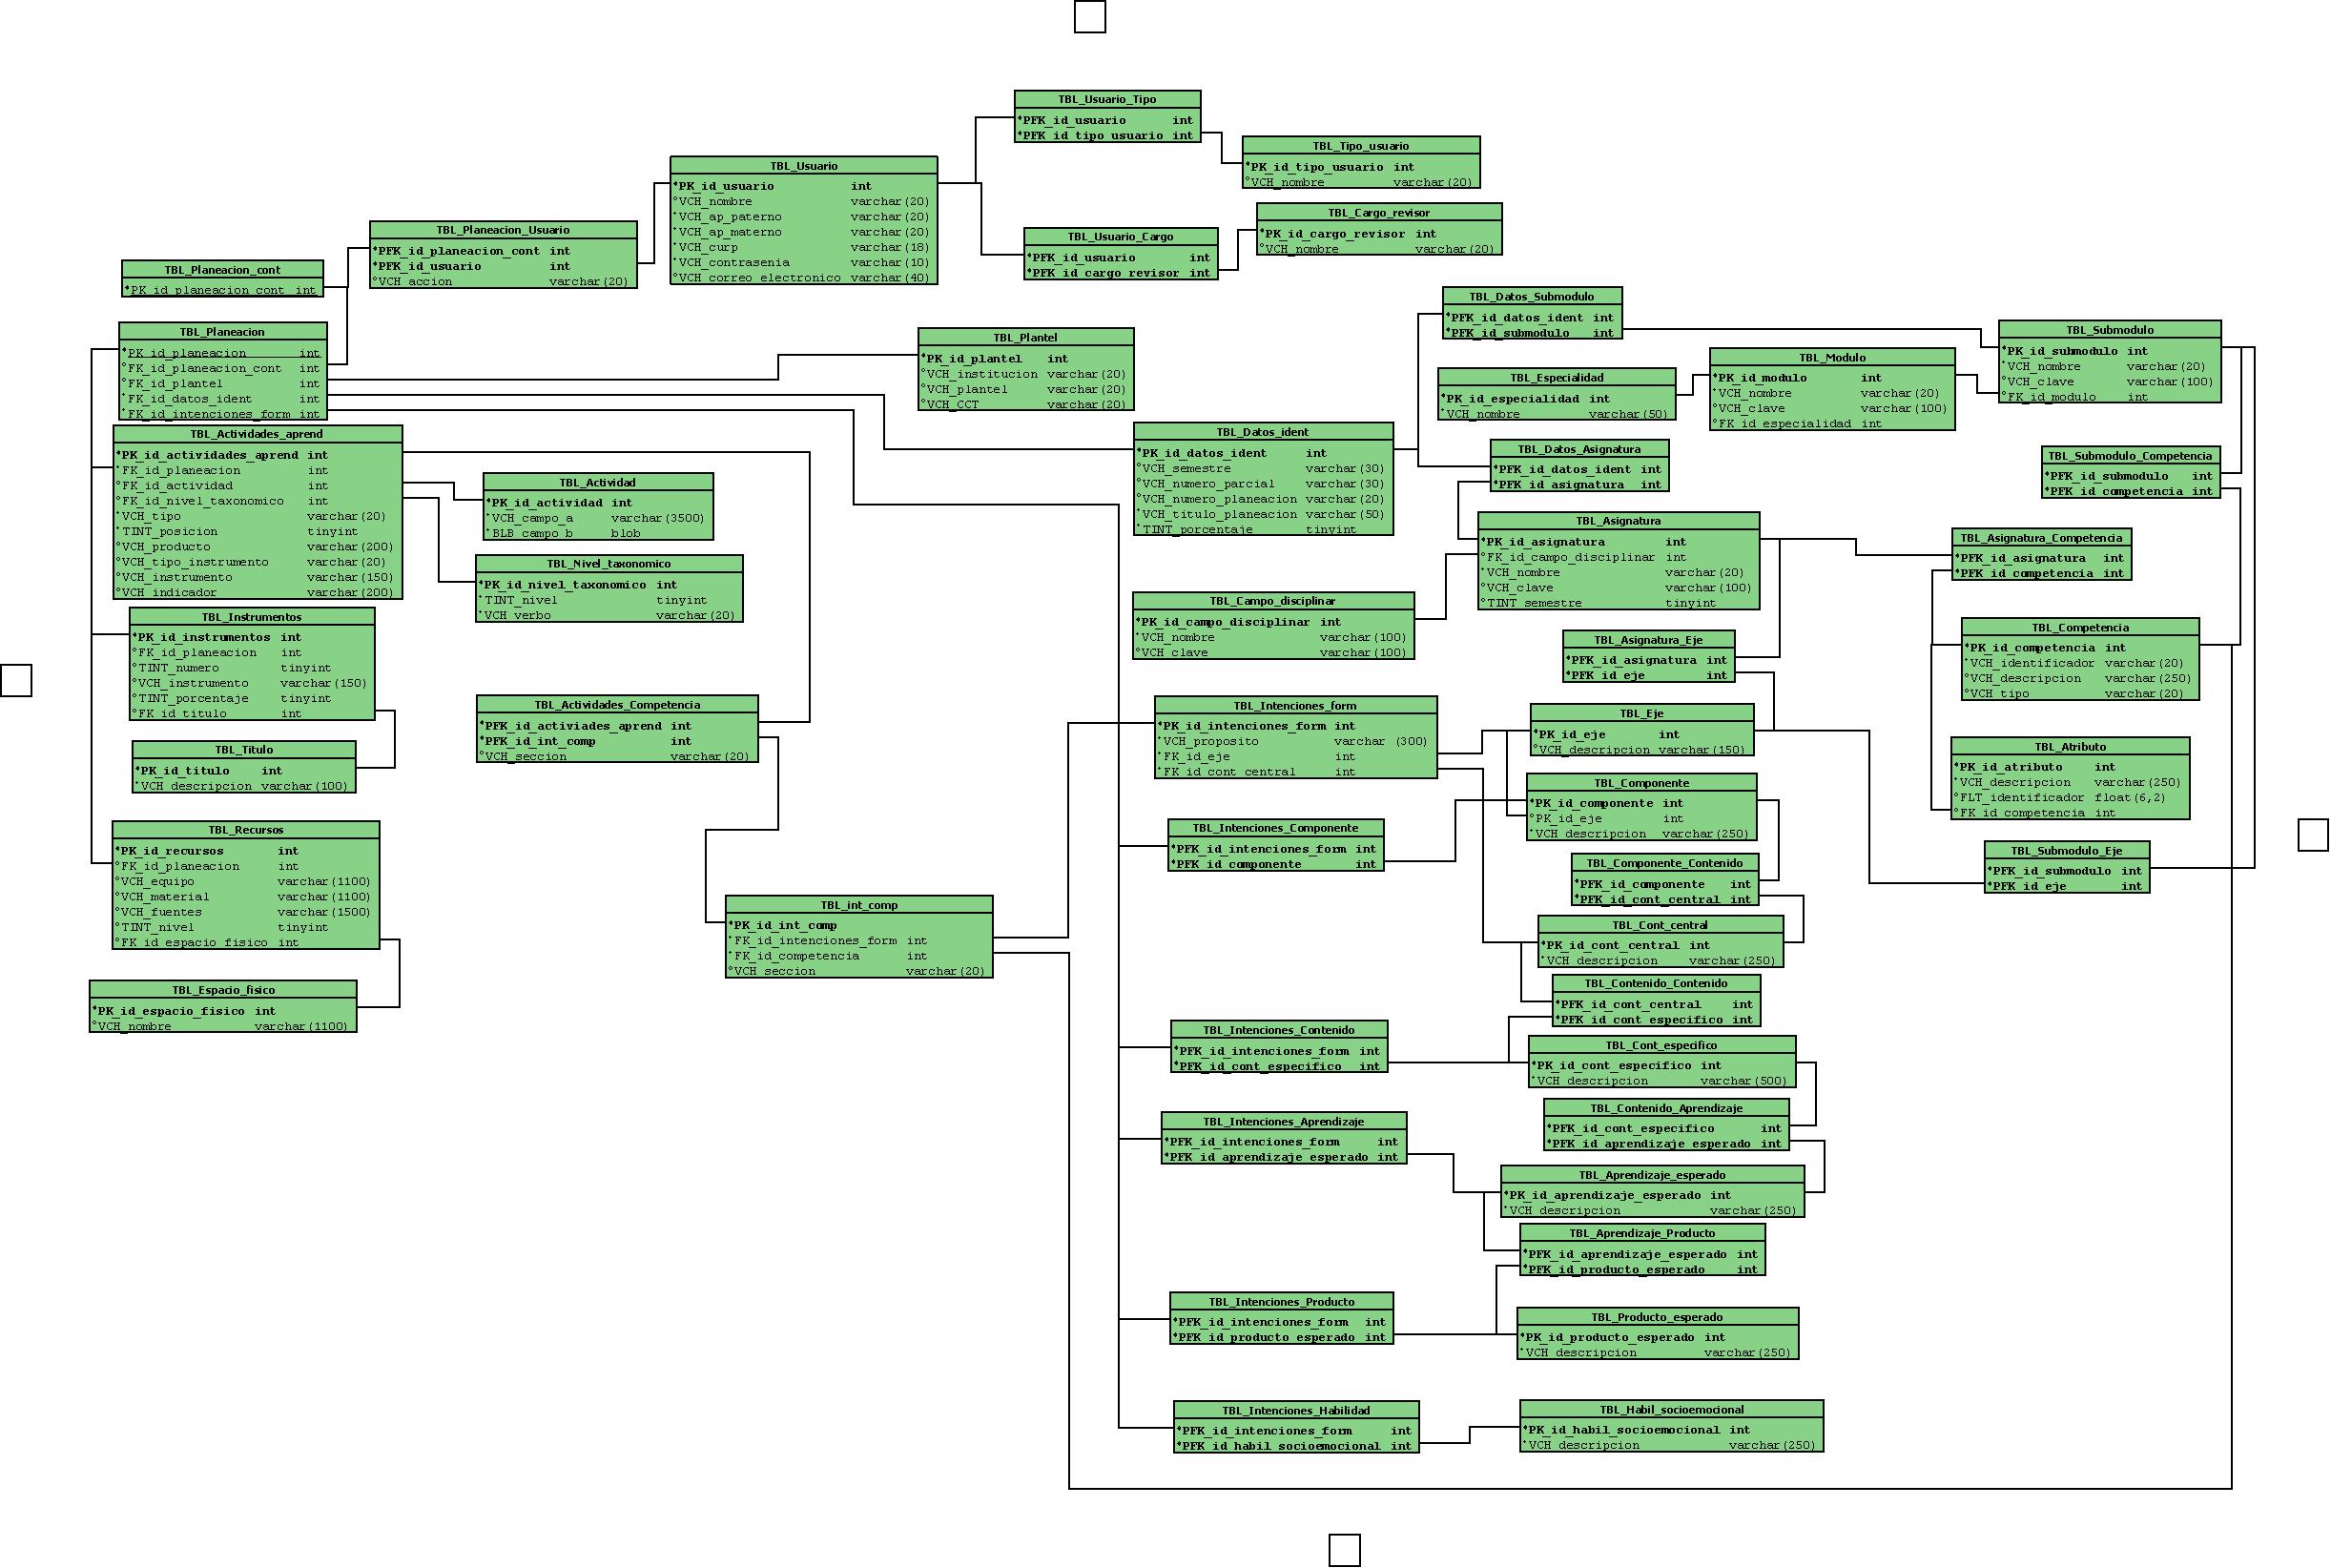 TBL_Usuario_Tipo
*PFK_id_usuario int
*PFK_id_tipo_usuario int
TBL_Tipo_usuario
*PK_id_tipo_usuario int
°VCH_nombre varchar(20)
TBL_Usuario
*PK_id_usuario int
°VCH_nombre varchar(20)
*VCH_ap_paterno varchar(20)
*VCH_ap_materno varchar(20)
°VCH_curp varchar(18)
*VCH_contrasenia varchar(10)
°VCH_correo_electronico varchar(40)
TBL_Cargo_revisor
*PK_id_cargo_revisor int
°VCH_nombre varchar(20)
TBL_Usuario_Cargo
*PFK_id_usuario int
*PFK_id_cargo_revisor int
TBL_Planeacion_Usuario
*PFK_id_planeacion_cont int
*PFK_id_usuario int
°VCH_accion varchar(20)
TBL_Planeacion_cont
*PK_id_planeacion_cont int
TBL_Planeacion
*PK_id_planeacion int
°FK_id_planeacion_cont int
°FK_id_plantel int
°FK_id_datos_ident int
°FK_id_intenciones_form int
TBL_Plantel
*PK_id_plantel int
°VCH_institucion varchar(20)
°VCH_plantel varchar(20)
°VCH_CCT varchar(20)
TBL_Datos_Submodulo
*PFK_id_datos_ident int
*PFK_id_submodulo int
TBL_Submodulo
*PK_id_submodulo int
*VCH_nombre varchar(20)
°VCH_clave varchar(100)
°FK_id_modulo int
TBL_Modulo
*PK_id_modulo int
*VCH_nombre varchar(20)
°VCH_clave varchar(100)
°FK_id_especialidad int
TBL_Especialidad
*PK_id_especialidad int
*VCH_nombre varchar(50)
TBL_Actividades_aprend
*PK_id_actividades_aprend int
*FK_id_planeacion int
°FK_id_actividad int
°FK_id_nivel_taxonomico int
*VCH_tipo varchar(20)
*TINT_posicion tinyint
°VCH_producto varchar(200)
°VCH_tipo_instrumento varchar(20)
°VCH_instrumento varchar(150)
°VCH_indicador varchar(200)
TBL_Actividad
*PK_id_actividad int
*VCH_campo_a varchar(3500)
*BLB_campo_b blob
TBL_Datos_ident
*PK_id_datos_ident int
°VCH_semestre varchar(30)
*VCH_numero_parcial varchar(30)
*VCH_numero_planeacion varchar(20)
*VCH_titulo_planeacion varchar(50)
*TINT_porcentaje tinyint
TBL_Datos_Asignatura
*PFK_id_datos_ident int
*PFK_id_asignatura int
TBL_Submodulo_Competencia
*PFK_id_submodulo int
*PFK_id_competencia int
TBL_Asignatura
*PK_id_asignatura int
°FK_id_campo_disciplinar int
*VCH_nombre varchar(20)
°VCH_clave varchar(100)
°TINT_semestre tinyint
TBL_Asignatura_Competencia
*PFK_id_asignatura int
*PFK_id_competencia int
TBL_Nivel_taxonomico
*PK_id_nivel_taxonomico int
*TINT_nivel tinyint
*VCH_verbo varchar(20)
TBL_Campo_disciplinar
*PK_id_campo_disciplinar int
*VCH_nombre varchar(100)
°VCH_clave varchar(100)
TBL_Instrumentos
*PK_id_instrumentos int
°FK_id_planeacion int
°TINT_numero tinyint
°VCH_instrumento varchar(150)
°TINT_porcentaje tinyint
°FK_id_titulo int
TBL_Asignatura_Eje
*PFK_id_asignatura int
*PFK_id_eje int
TBL_Competencia
*PK_id_competencia int
*VCH_identificador varchar(20)
*VCH_descripcion varchar(250)
*VCH_tipo varchar(20)
TBL_Actividades_Competencia
*PFK_id_activiades_aprend int
*PFK_id_int_comp int
°VCH_seccion varchar(20)
TBL_Intenciones_form
*PK_id_intenciones_form int
*VCH_proposito varchar (300)
*FK_id_eje int
*FK_id_cont_central int
TBL_Eje
*PK_id_eje int
°VCH_descripcion varchar(150)
TBL_Titulo
*PK_id_titulo int
*VCH_descripcion varchar(100)
TBL_Atributo
*PK_id_atributo int
*VCH_descripcion varchar(250)
°FLT_identificador float(6,2)
*FK_id_competencia int
TBL_Componente
*PK_id_componente int
°PK_id_eje int
°VCH_descripcion varchar(250)
TBL_Recursos
*PK_id_recursos int
°FK_id_planeacion int
°VCH_equipo varchar(1100)
°VCH_material varchar(1100)
°VCH_fuentes varchar(1500)
°TINT_nivel tinyint
°FK_id_espacio_fisico int
TBL_Intenciones_Componente
*PFK_id_intenciones_form int
*PFK_id_componente int
TBL_Componente_Contenido
*PFK_id_componente int
*PFK_id_cont_central int
TBL_Submodulo_Eje
*PFK_id_submodulo int
*PFK_id_eje int
TBL_int_comp
*PK_id_int_comp
*FK_id_intenciones_form int
*FK_id_competencia int
°VCH_seccion varchar(20)
TBL_Cont_central
*PK_id_cont_central int
*VCH_descripcion varchar(250)
TBL_Espacio_fisico
*PK_id_espacio_fisico int
°VCH_nombre varchar(1100)
TBL_Contenido_Contenido
*PFK_id_cont_central int
*PFK_id_cont_especifico int
TBL_Intenciones_Contenido
*PFK_id_intenciones_form int
*PFK_id_cont_especifico int
TBL_Cont_especifico
*PK_id_cont_especifico int
*VCH_descripcion varchar(500)
TBL_Contenido_Aprendizaje
*PFK_id_cont_especifico int
*PFK_id_aprendizaje_esperado int
TBL_Intenciones_Aprendizaje
*PFK_id_intenciones_form int
*PFK_id_aprendizaje_esperado int
TBL_Aprendizaje_esperado
*PK_id_aprendizaje_esperado int
*VCH_descripcion varchar(250)
TBL_Aprendizaje_Producto
*PFK_id_aprendizaje_esperado int
*PFK_id_producto_esperado int
TBL_Intenciones_Producto
*PFK_id_intenciones_form int
*PFK_id_producto_esperado int
TBL_Producto_esperado
*PK_id_producto_esperado int
*VCH_descripcion varchar(250)
TBL_Intenciones_Habilidad
*PFK_id_intenciones_form int
*PFK_id_habil_socioemocional int
TBL_Habil_socioemocional
*PK_id_habil_socioemocional int
*VCH_descripcion varchar(250)